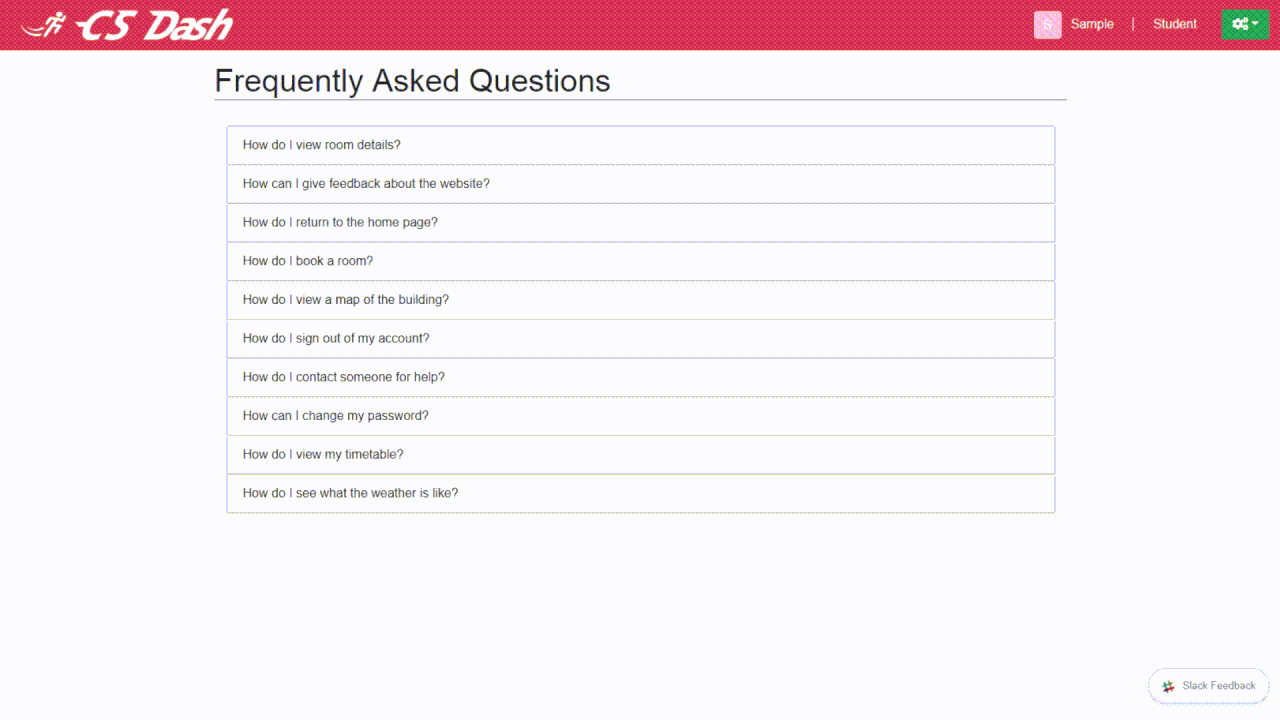 CS Dash
S Sample | Student
Frequently Asked Questions
How do I view room details?
How can I give feedback about the website?
How do I return to the home page?
How do I book a room?
How do I view a map of the building?
How do I sign out of my account?
How do I contact someone for help?
How can I change my password?
How do I view my timetable?
How do I see what the weather is like?
Slack Feedback